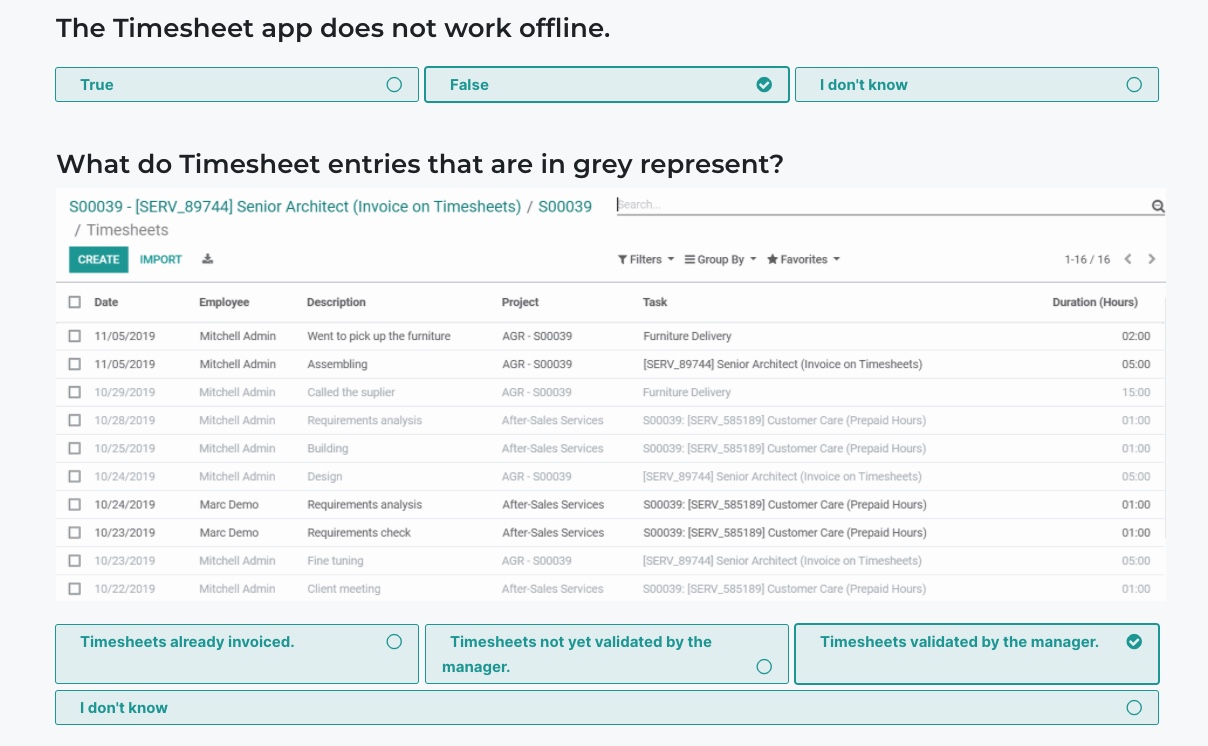 The Timesheet app does not work offline.
True
False
I don't know
What do Timesheet entries that are in grey represent?
S00039 - [SERV_89744] Senior Architect (Invoice on Timesheets) / S00039
/ Timesheets
Search...
CREATE IMPORT
Filters Group By Favorites 1-16 / 16
Date Employee Description Project Task Duration (Hours)
11/05/2019 Mitchell Admin Went to pick up the furniture AGR - S00039 Furniture Delivery 02:00
11/05/2019 Mitchell Admin Assembling AGR - S00039 [SERV_89744] Senior Architect (Invoice on Timesheets) 05:00
10/29/2019 Mitchell Admin Called the suplier AGR - S00039 Furniture Delivery 15:00
10/28/2019 Mitchell Admin Requirements analysis After-Sales Services S00039: [SERV_585189] Customer Care (Prepaid Hours) 01:00
10/25/2019 Mitchell Admin Building After-Sales Services S00039: [SERV_585189] Customer Care (Prepaid Hours) 01:00
10/24/2019 Mitchell Admin Design AGR - S00039 [SERV_89744] Senior Architect (Invoice on Timesheets) 05:00
10/24/2019 Marc Demo Requirements analysis After-Sales Services S00039: [SERV_585189] Customer Care (Prepaid Hours) 01:00
10/23/2019 Marc Demo Requirements check After-Sales Services S00039: [SERV_585189] Customer Care (Prepaid Hours) 01:00
10/23/2019 Mitchell Admin Fine tuning AGR - S00039 [SERV_89744] Senior Architect (Invoice on Timesheets) 05:00
10/22/2019 Mitchell Admin Client meeting After-Sales Services S00039: [SERV_585189] Customer Care (Prepaid Hours) 01:00
Timesheets already invoiced.
Timesheets not yet validated by the
manager.
Timesheets validated by the manager.
I don't know